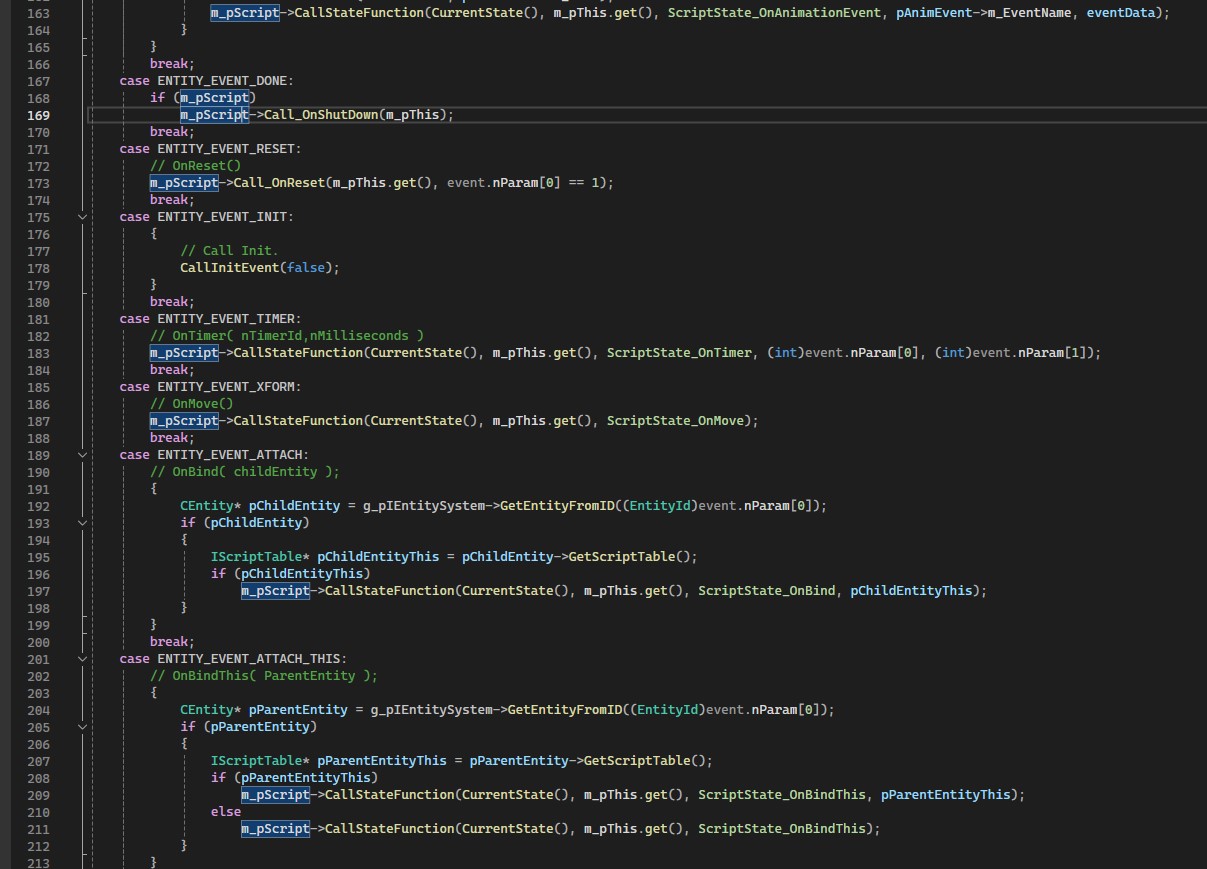 163 m_pScript->CallStateFunction(CurrentState(), m_pThis.get(), ScriptState_OnAnimationEvent, pAnimEvent->m_EventName, eventData);
164 }
165 }
166 break;
167 case ENTITY_EVENT_DONE:
168 if (m_pScript)
169 m_pScript->Call_OnShutDown(m_pThis);
170 break;
171 case ENTITY_EVENT_RESET:
172 // OnReset()
173 m_pScript->Call_OnReset(m_pThis.get(), event.nParam[0] == 1);
174 break;
175 case ENTITY_EVENT_INIT:
176 {
177 // Call Init.
178 CallInitEvent(false);
179 }
180 break;
181 case ENTITY_EVENT_TIMER:
182 // OnTimer( nTimerId,nMilliseconds )
183 m_pScript->CallStateFunction(CurrentState(), m_pThis.get(), ScriptState_OnTimer, (int)event.nParam[0], (int)event.nParam[1]);
184 break;
185 case ENTITY_EVENT_XFORM:
186 // OnMove()
187 m_pScript->CallStateFunction(CurrentState(), m_pThis.get(), ScriptState_OnMove);
188 break;
189 case ENTITY_EVENT_ATTACH:
190 // OnBind( childEntity );
191 {
192 CEntity* pChildEntity = g_pIEntitySystem->GetEntityFromID((EntityId)event.nParam[0]);
193 if (pChildEntity)
194 {
195 IScriptTable* pChildEntityThis = pChildEntity->GetScriptTable();
196 if (pChildEntityThis)
197 m_pScript->CallStateFunction(CurrentState(), m_pThis.get(), ScriptState_OnBind, pChildEntityThis);
198 }
199 }
200 break;
201 case ENTITY_EVENT_ATTACH_THIS:
202 // OnBindThis( ParentEntity );
203 {
204 CEntity* pParentEntity = g_pIEntitySystem->GetEntityFromID((EntityId)event.nParam[0]);
205 if (pParentEntity)
206 {
207 IScriptTable* pParentEntityThis = pParentEntity->GetScriptTable();
208 if (pParentEntityThis)
209 m_pScript->CallStateFunction(CurrentState(), m_pThis.get(), ScriptState_OnBindThis, pParentEntityThis);
210 else
211 m_pScript->CallStateFunction(CurrentState(), m_pThis.get(), ScriptState_OnBindThis);
212 }
213 }